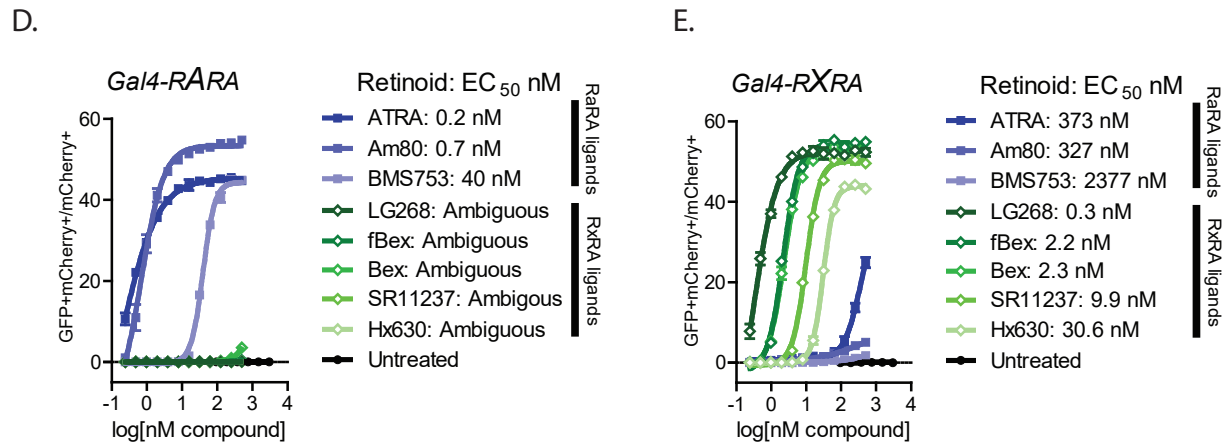 D.
Gal4-RARA
GFP+mCherry+/mCherry+
60
40
20
0
-1 0 1 2 3 4
log[nM compound]
Retinoid: EC50 nM
ATRA: 0.2 nM
Am80: 0.7 nM
BMS753: 40 nM
LG268: Ambiguous
fBex: Ambiguous
Bex: Ambiguous
SR11237: Ambigous
Hx630: Ambiguous
Untreated
RaRA ligands
RxRA ligands
E.
Gal4-RXRA
GFP+mCherry+/mCherry+
60
40
20
0
-1 0 1 2 3 4
log[nM compound]
Retinoid: EC50 nM
ATRA: 373 nM
Am80: 327 nM
BMS753: 2377 nM
LG268: 0.3 nM
fBex: 2.2 nM
Bex: 2.3 nM
SR11237: 9.9 nM
Hx630: 30.6 nM
Untreated
RaRA ligands
RxRA ligands